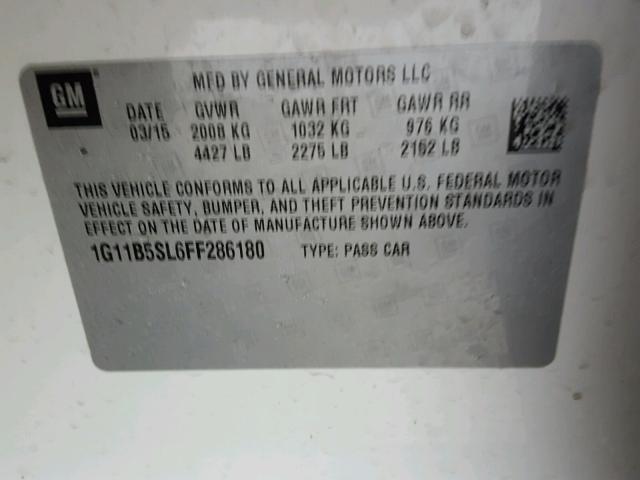 GM
MFD BY GENERAL MOTORS LLC
DATE GVWR GAWR FRT GAWR RR
03/15 2008 KG 1032 KG 976 KG
4427 LB 2275 LB 2152 LB
THIS VEHICLE CONFORMS TO ALL APPLICABLE U.S. FEDERAL MOTOR
VEHICLE SAFETY, BUMPER, AND THEFT PREVENTION STANDARDS IN
EFFECT ON THE DATE OF MANUFACTURE SHOWN ABOVE.
1G11B5SL6FF286180 TYPE: PASS CAR